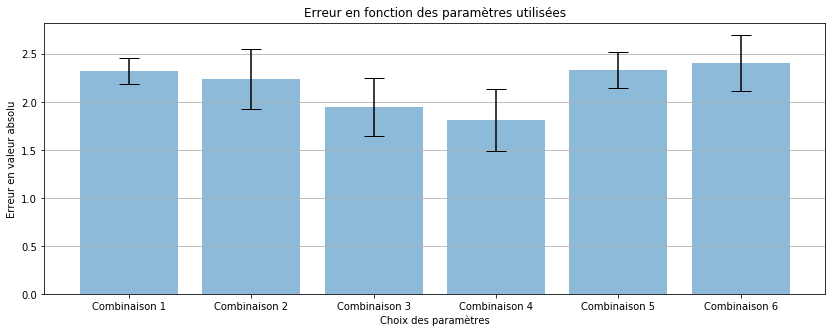 Erreur en fonction des paramètres utilisées
Erreur en valeur absolu
2.5
2.0
1.5
1.0
0.5
0.0
Combinaison 1 Combinaison 2 Combinaison 3 Combinaison 4 Combinaison 5 Combinaison 6
Choix des paramètres